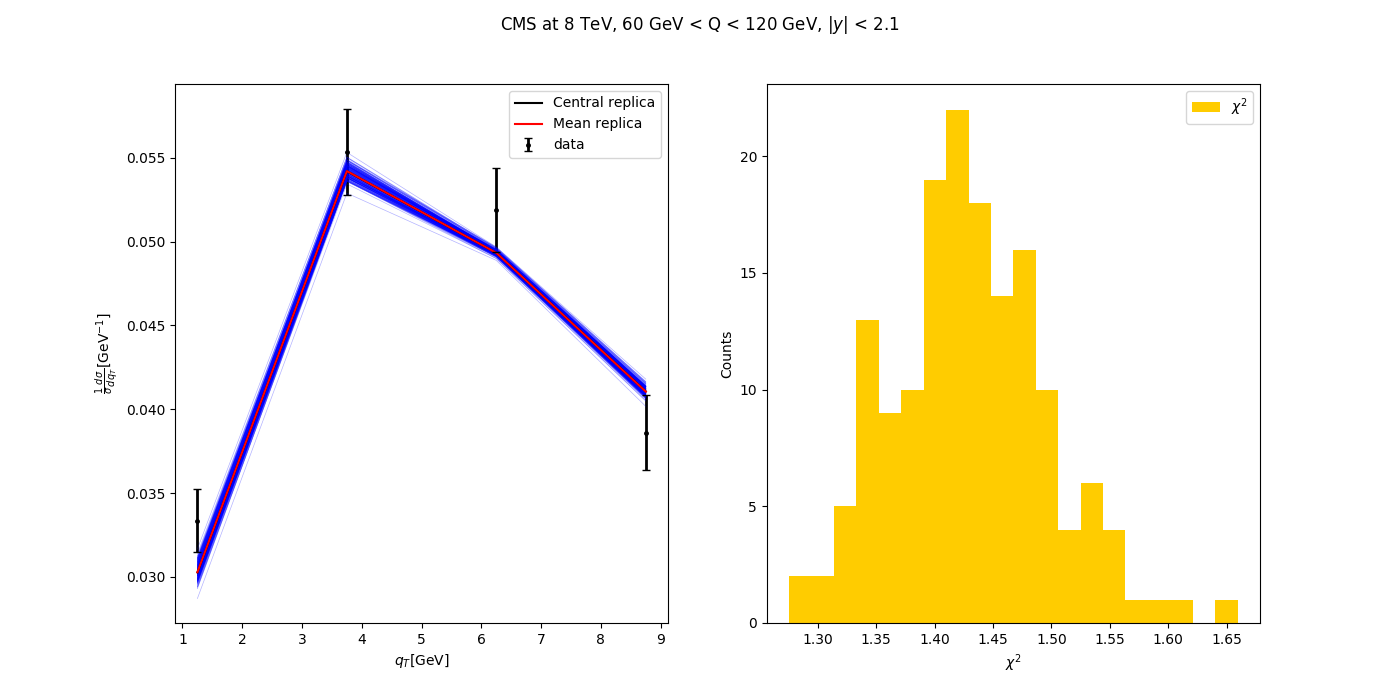 CMS at 8 TeV, 60 GeV < Q < 120 GeV, |y| < 2.1
Central replica
Mean replica
data
0.055
0.050
0.045
0.040
0.035
0.030
1 2 3 4 5 6 7 8 9
q_T[GeV]
\frac{1}{σ}\frac{dσ}{dq_T}[GeV⁻¹]
χ²
20
15
10
5
0
1.30 1.35 1.40 1.45 1.50 1.55 1.60 1.65
χ²
Counts